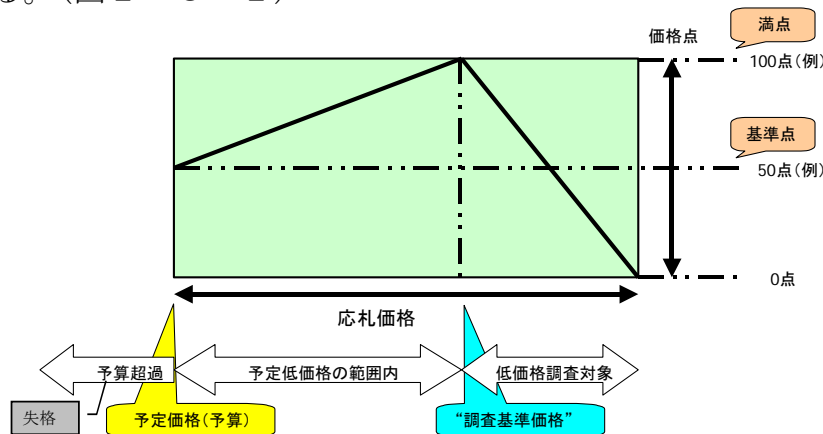 る。(図2-3-2)
満点
価格点
100点(例)
基準点
50点(例)
0点
応札価格
予算超過
予定低価格の範囲内
低価格調査対象
失格
予定価格(予算)
“調査基準価格”